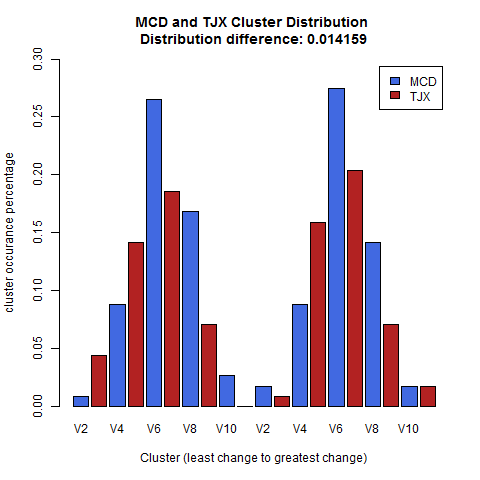 MCD and TJX Cluster Distribution
Distribution difference: 0.014159
MCD
TJX
cluster occurance percentage
0.30
0.25
0.20
0.15
0.10
0.05
0.00
V2 V4 V6 V8 V10 V2 V4 V6 V8 V10
Cluster (least change to greatest change)